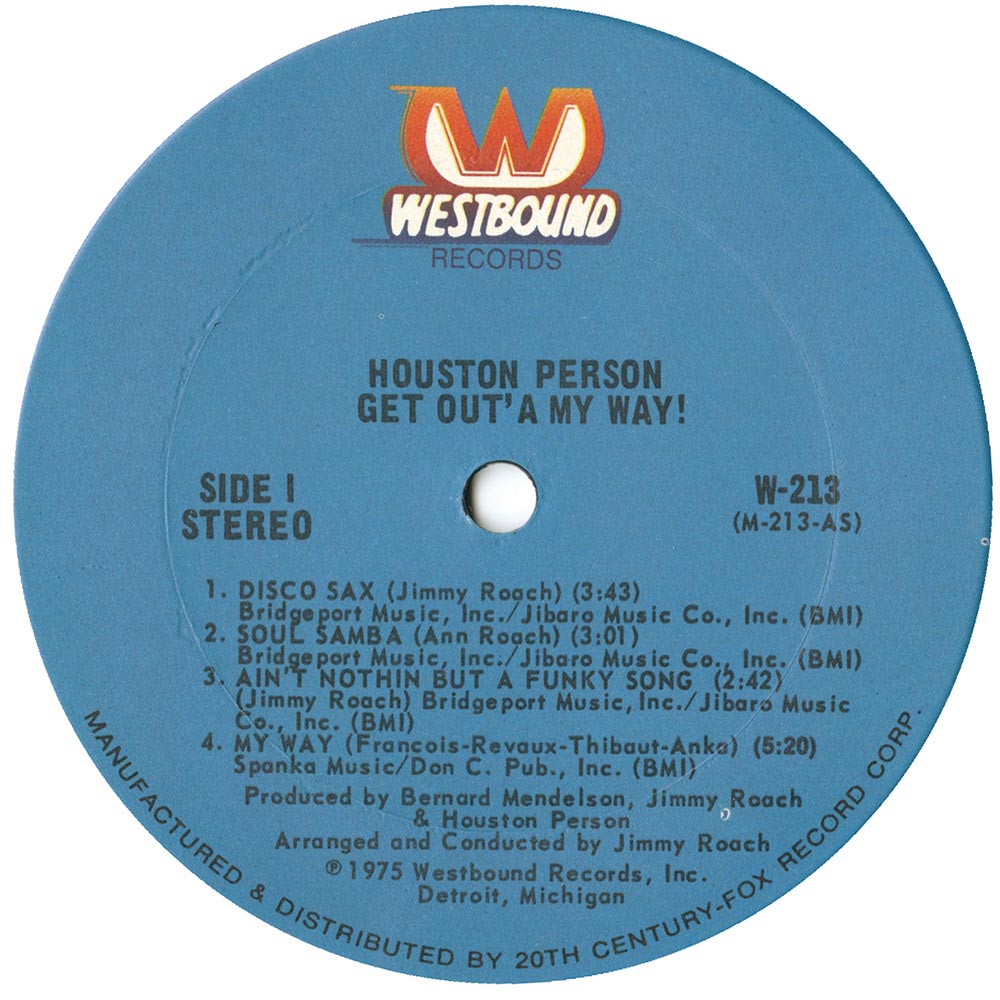 W
WESTBOUND
RECORDS
HOUSTON PERSON
GET OUT'A MY WAY!
SIDE 1
STEREO
W-213
(M-213-AS)
1. DISCO SAX (Jimmy Roach) (3:43)
Bridgeport Music, Inc./Jibaro Music Co., Inc. (BMI)
2. SOUL SAMBA (Ann Roach) (3:01)
Bridgeport Music, Inc./Jibaro Music Co., Inc. (BMI)
3. AIN'T NOTHIN BUT A FUNKY SONG (2:42)
(Jimmy Roach) Bridgeport Music, Inc./Jibaro Music
Co., Inc. (BMI)
4. MY WAY (Francois-Revaux-Thibaut-Anka) (5:20)
Spanka Music/Don C. Pub., Inc. (BMI)
Produced by Bernard Mendelson, Jimmy Roach
& Houston Person
Arranged and Conducted by Jimmy Roach
℗ 1975 Westbound Records, Inc.
Detroit, Michigan
MANUFACTURED & DISTRIBUTED BY 20TH CENTURY-FOX RECORD CORP.